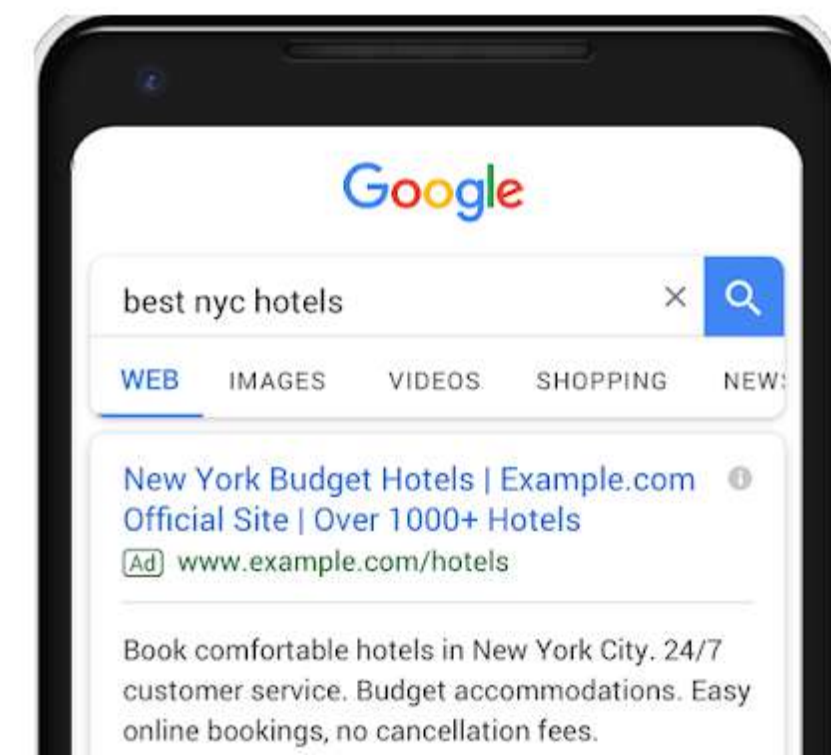 Google
best nyc hotels
WEB IMAGES VIDEOS SHOPPING NEWS
New York Budget Hotels | Example.com
Official Site | Over 1000+ Hotels
Ad www.example.com/hotels
Book comfortable hotels in New York City. 24/7
customer service. Budget accommodations. Easy
online bookings, no cancellation fees.